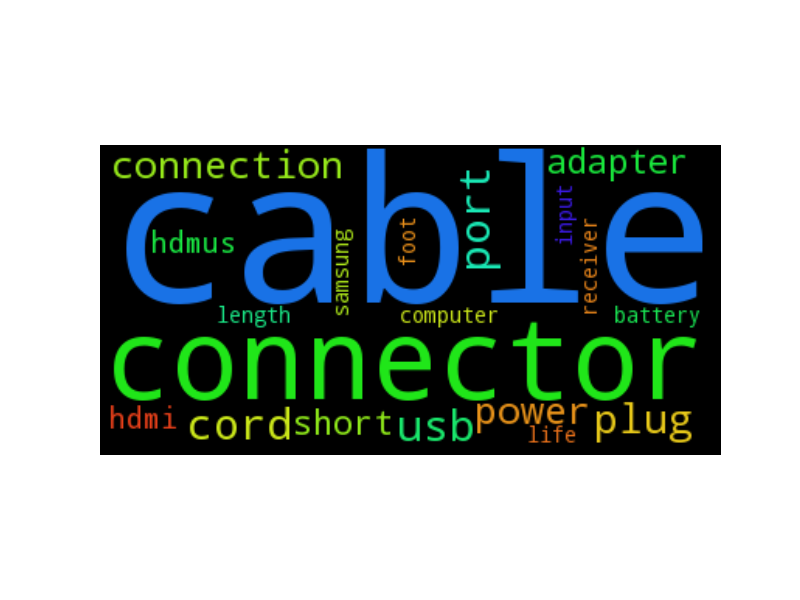 connection
adapter
cable
hdmus
samsung
foot
port
input
receiver
length
computer
battery
connector
hdmi
cord
short
usb
power
life
plug